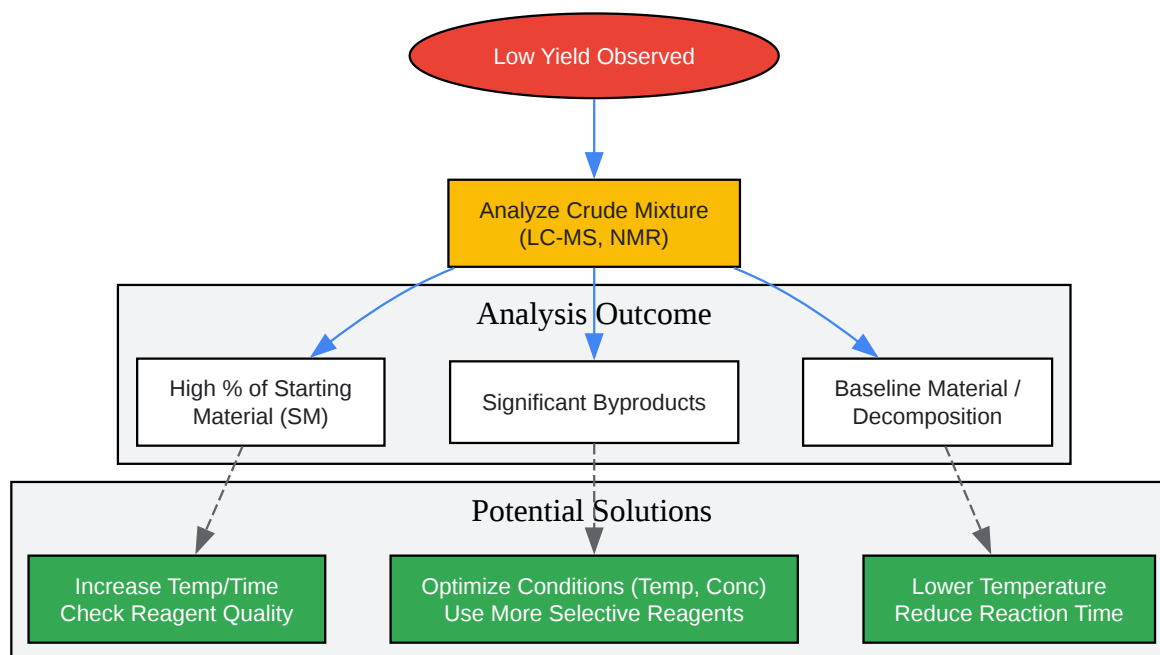 Low Yield Observed
Analyze Crude Mixture
(LC-MS, NMR)
Analysis Outcome
High % of Starting
Material (SM)
Significant Byproducts
Baseline Material /
Decomposition
Potential Solutions
Increase Temp/Time
Check Reagent Quality
Optimize Conditions (Temp, Conc)
Use More Selective Reagents
Lower Temperature
Reduce Reaction Time